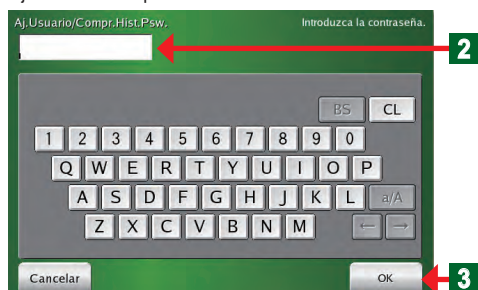 Aj.Usuario/Compr.Hist.Psw. Introduzca la contraseña.
2
BS CL
1 2 3 4 5 6 7 8 9 0
Q W E R T Y U I O P
A S D F G H J K L a/A
Z X C V B N M ← →
Cancelar OK 3